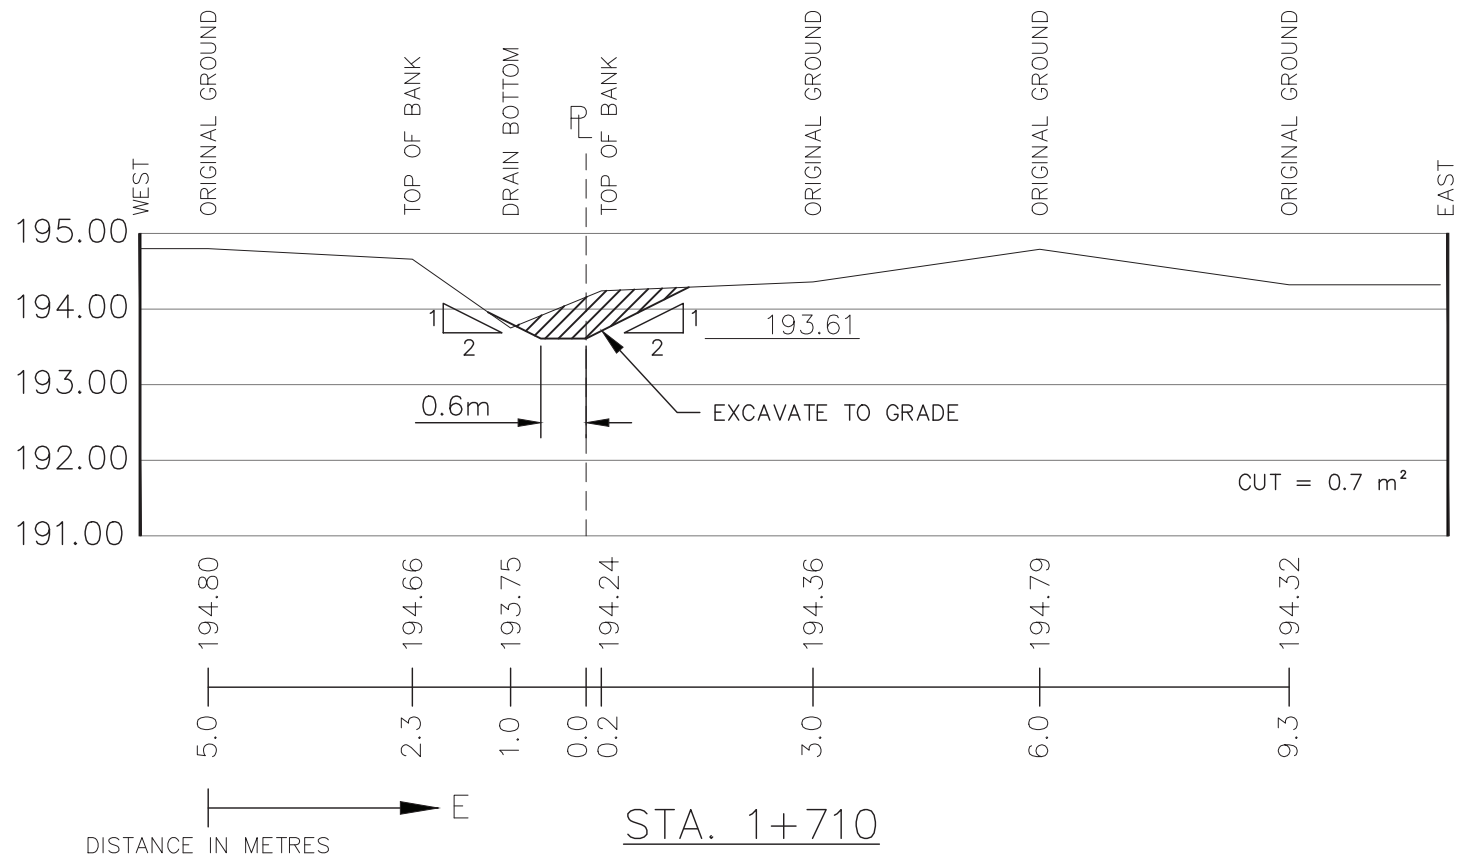 WEST
ORIGINAL GROUND
TOP OF BANK
DRAIN BOTTOM
PL
TOP OF BANK
ORIGINAL GROUND
ORIGINAL GROUND
ORIGINAL GROUND
EAST
195.00
194.00
193.00
192.00
191.00
1
2
1
2
193.61
0.6m
EXCAVATE TO GRADE
CUT = 0.7 m²
194.80
194.66
193.75
194.24
194.36
194.79
194.32
5.0
2.3
1.0
0.0
0.2
3.0
6.0
9.3
E
DISTANCE IN METRES
STA. 1+710